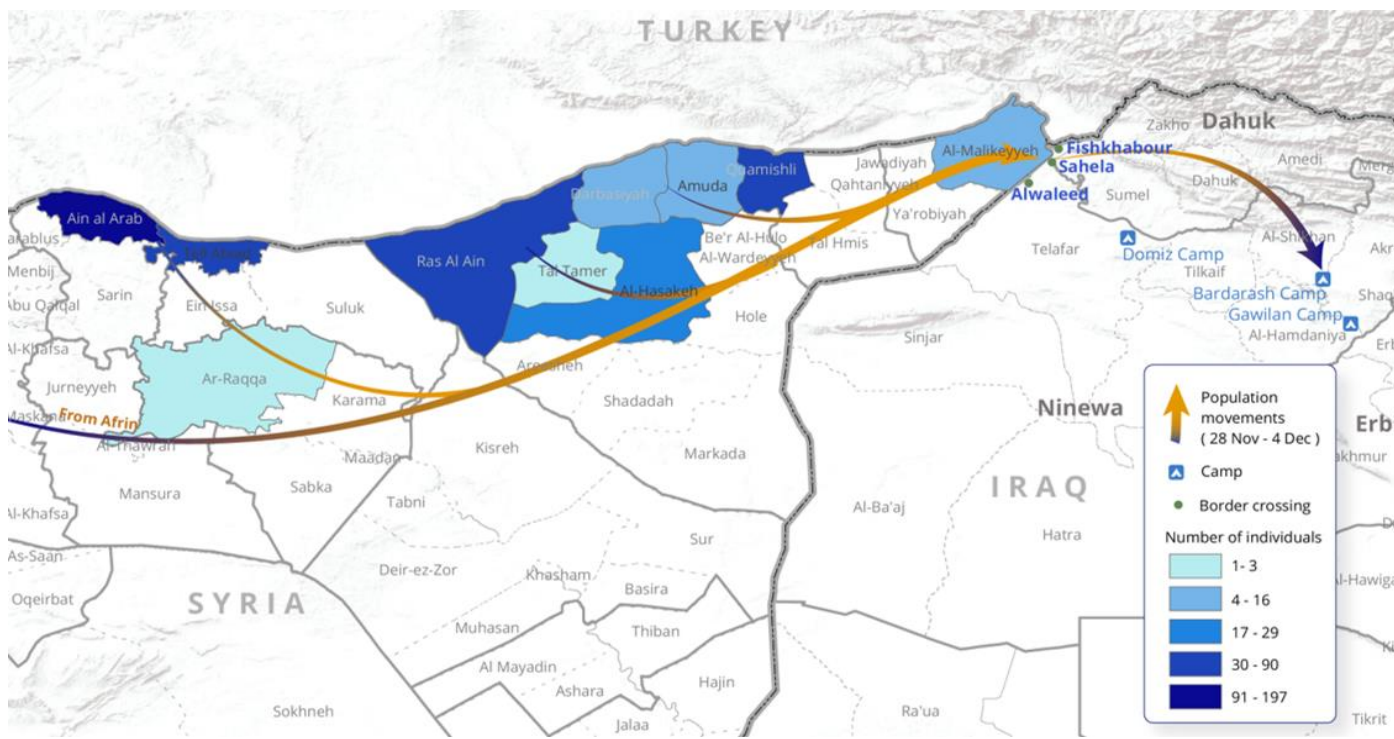 TURKEY
Zakho
Dahuk
Al-Malikeyyeh
Fishkhabour
Amedi
Jawadiyah
Sahela
Dahuk
Quamishli
Qahtaniyyeh
Sumel
Darbasiyah
Amuda
Alwaleed
Ain al Arab
Ya'robiyah
Be'r Al-Hulo
Al-Wardeyyeh
Tal Hmis
Telafar
Al-Shikhan
Domiz Camp
Tilkaif
Ras Al Ain
Tal Tamer
Menbij
Sarin
Ein Issa
Suluk
Al-Hasakeh
Bardarash Camp
Gawilan Camp
Abu Qalqal
Hole
Sinjar
Al-Hamdaniya
Al-Khafsa
Jurneyyeh
Ar-Raqqa
Areesheh
Karama
Shadadah
From Afrin
Ninewa
Al-Thawrah
Kisreh
Markada
Maadan
Mansura
Sabka
Tabni
IRAQ
Al-Ba'aj
Hatra
Al-Khafsa
Sur
As-Saan
Deir-ez-Zor
Khasham
Basira
Oqeirbat
SYRIA
Muhasan
Thiban
Al Mayadin
Hajin
Ashara
Sokhneh
Jalaa
Ra'ua
Tikrit
Population
movements
( 28 Nov - 4 Dec )
Camp
Border crossing
Number of individuals
1- 3
4 - 16
17 - 29
30 - 90
91 - 197